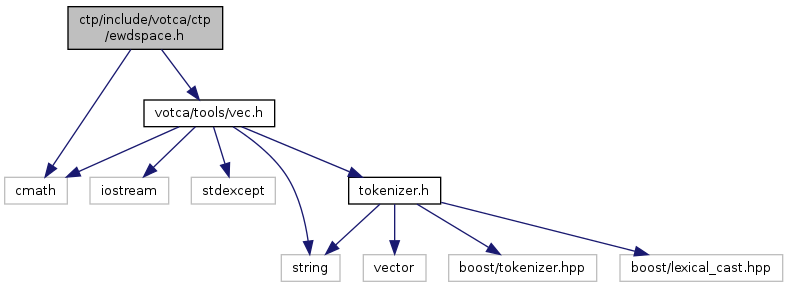 ctp/include/votca/ctp
/ewdspace.h
votca/tools/vec.h
cmath
iostream
stdexcept
tokenizer.h
string
vector
boost/tokenizer.hpp
boost/lexical_cast.hpp